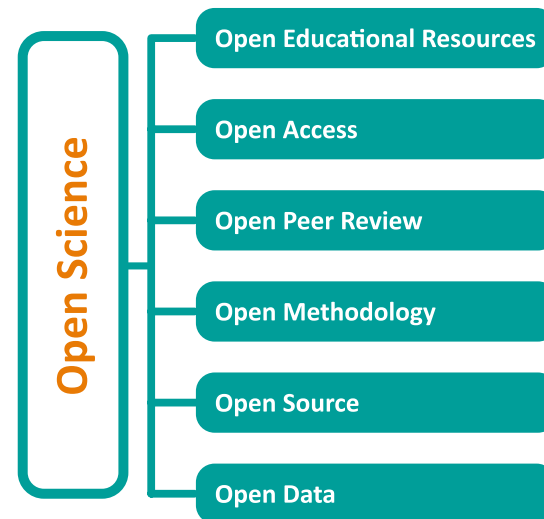 Open Science
Open Educational Resources
Open Access
Open Peer Review
Open Methodology
Open Source
Open Data